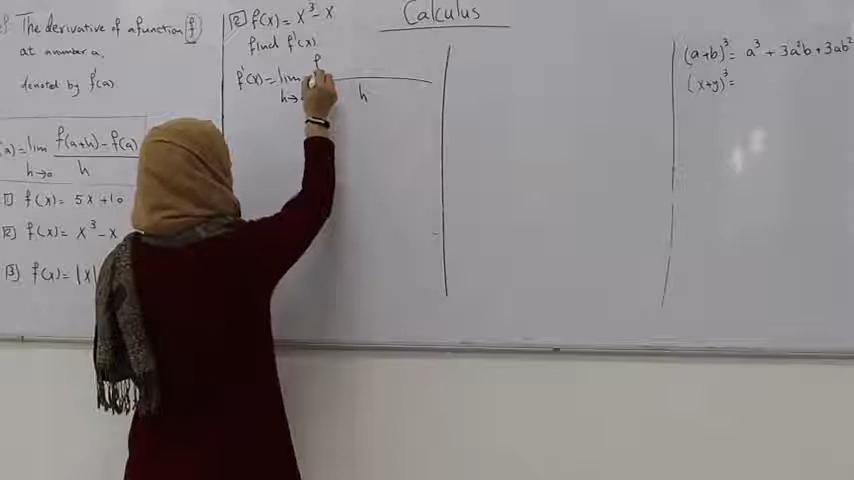 The derivative of a function f
at number a,
denoted by f'(a)
(a) = lim f(a+h) - f(a)
h→0 h
1) f(x) = 5x+10
2) f(x) = x³-x
3) f(x) = |x|
2) f(x) = x³-x
find f'(x)
f'(x) = lim f
h→ h
Calculus
(a+b)³ = a³ + 3a²b + 3ab²
(x+y)³ =